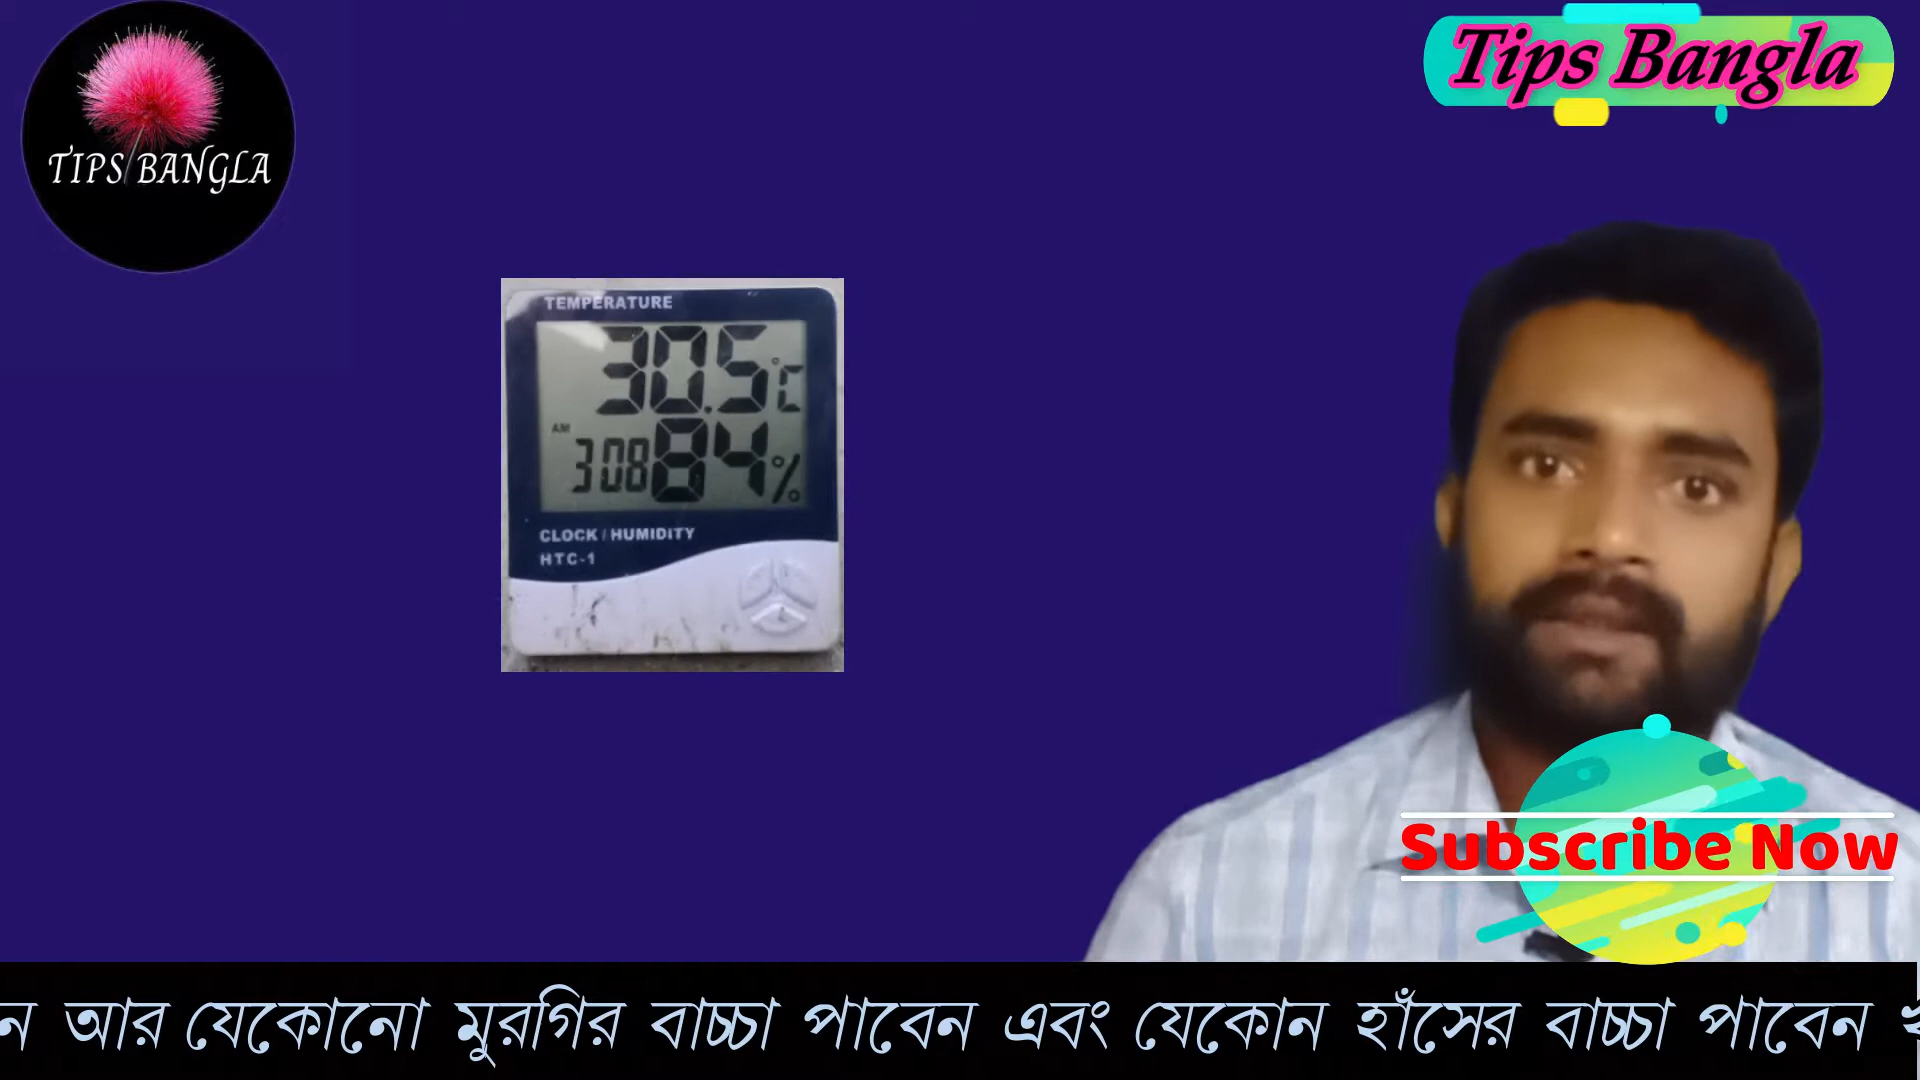 TIPS BANGLA
Tips Bangla
TEMPERATURE
30.5°C
AM 3 08 84%
CLOCK / HUMIDITY
HTC-1
Subscribe Now
ন আর যেকোনো মুরগির বাচ্চা পাবেন এবং যেকোন হাঁসের বাচ্চা পাবেন